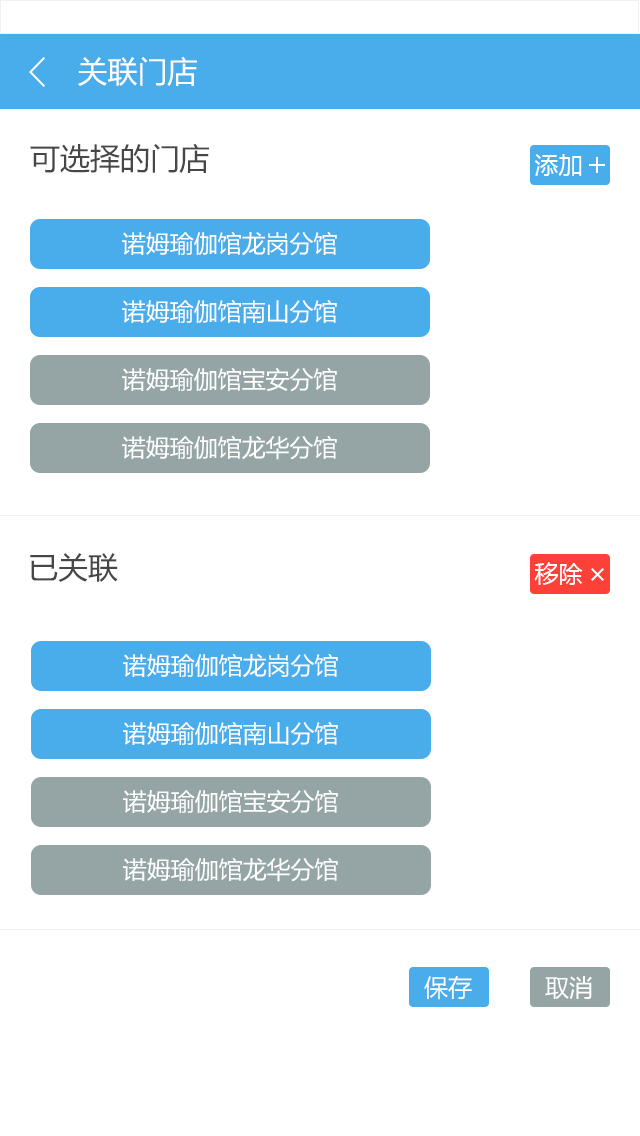 关联门店
可选择的门店
添加+
诺姆瑜伽馆龙岗分馆
诺姆瑜伽馆南山分馆
诺姆瑜伽馆宝安分馆
诺姆瑜伽馆龙华分馆
已关联
移除×
诺姆瑜伽馆龙岗分馆
诺姆瑜伽馆南山分馆
诺姆瑜伽馆宝安分馆
诺姆瑜伽馆龙华分馆
保存 取消